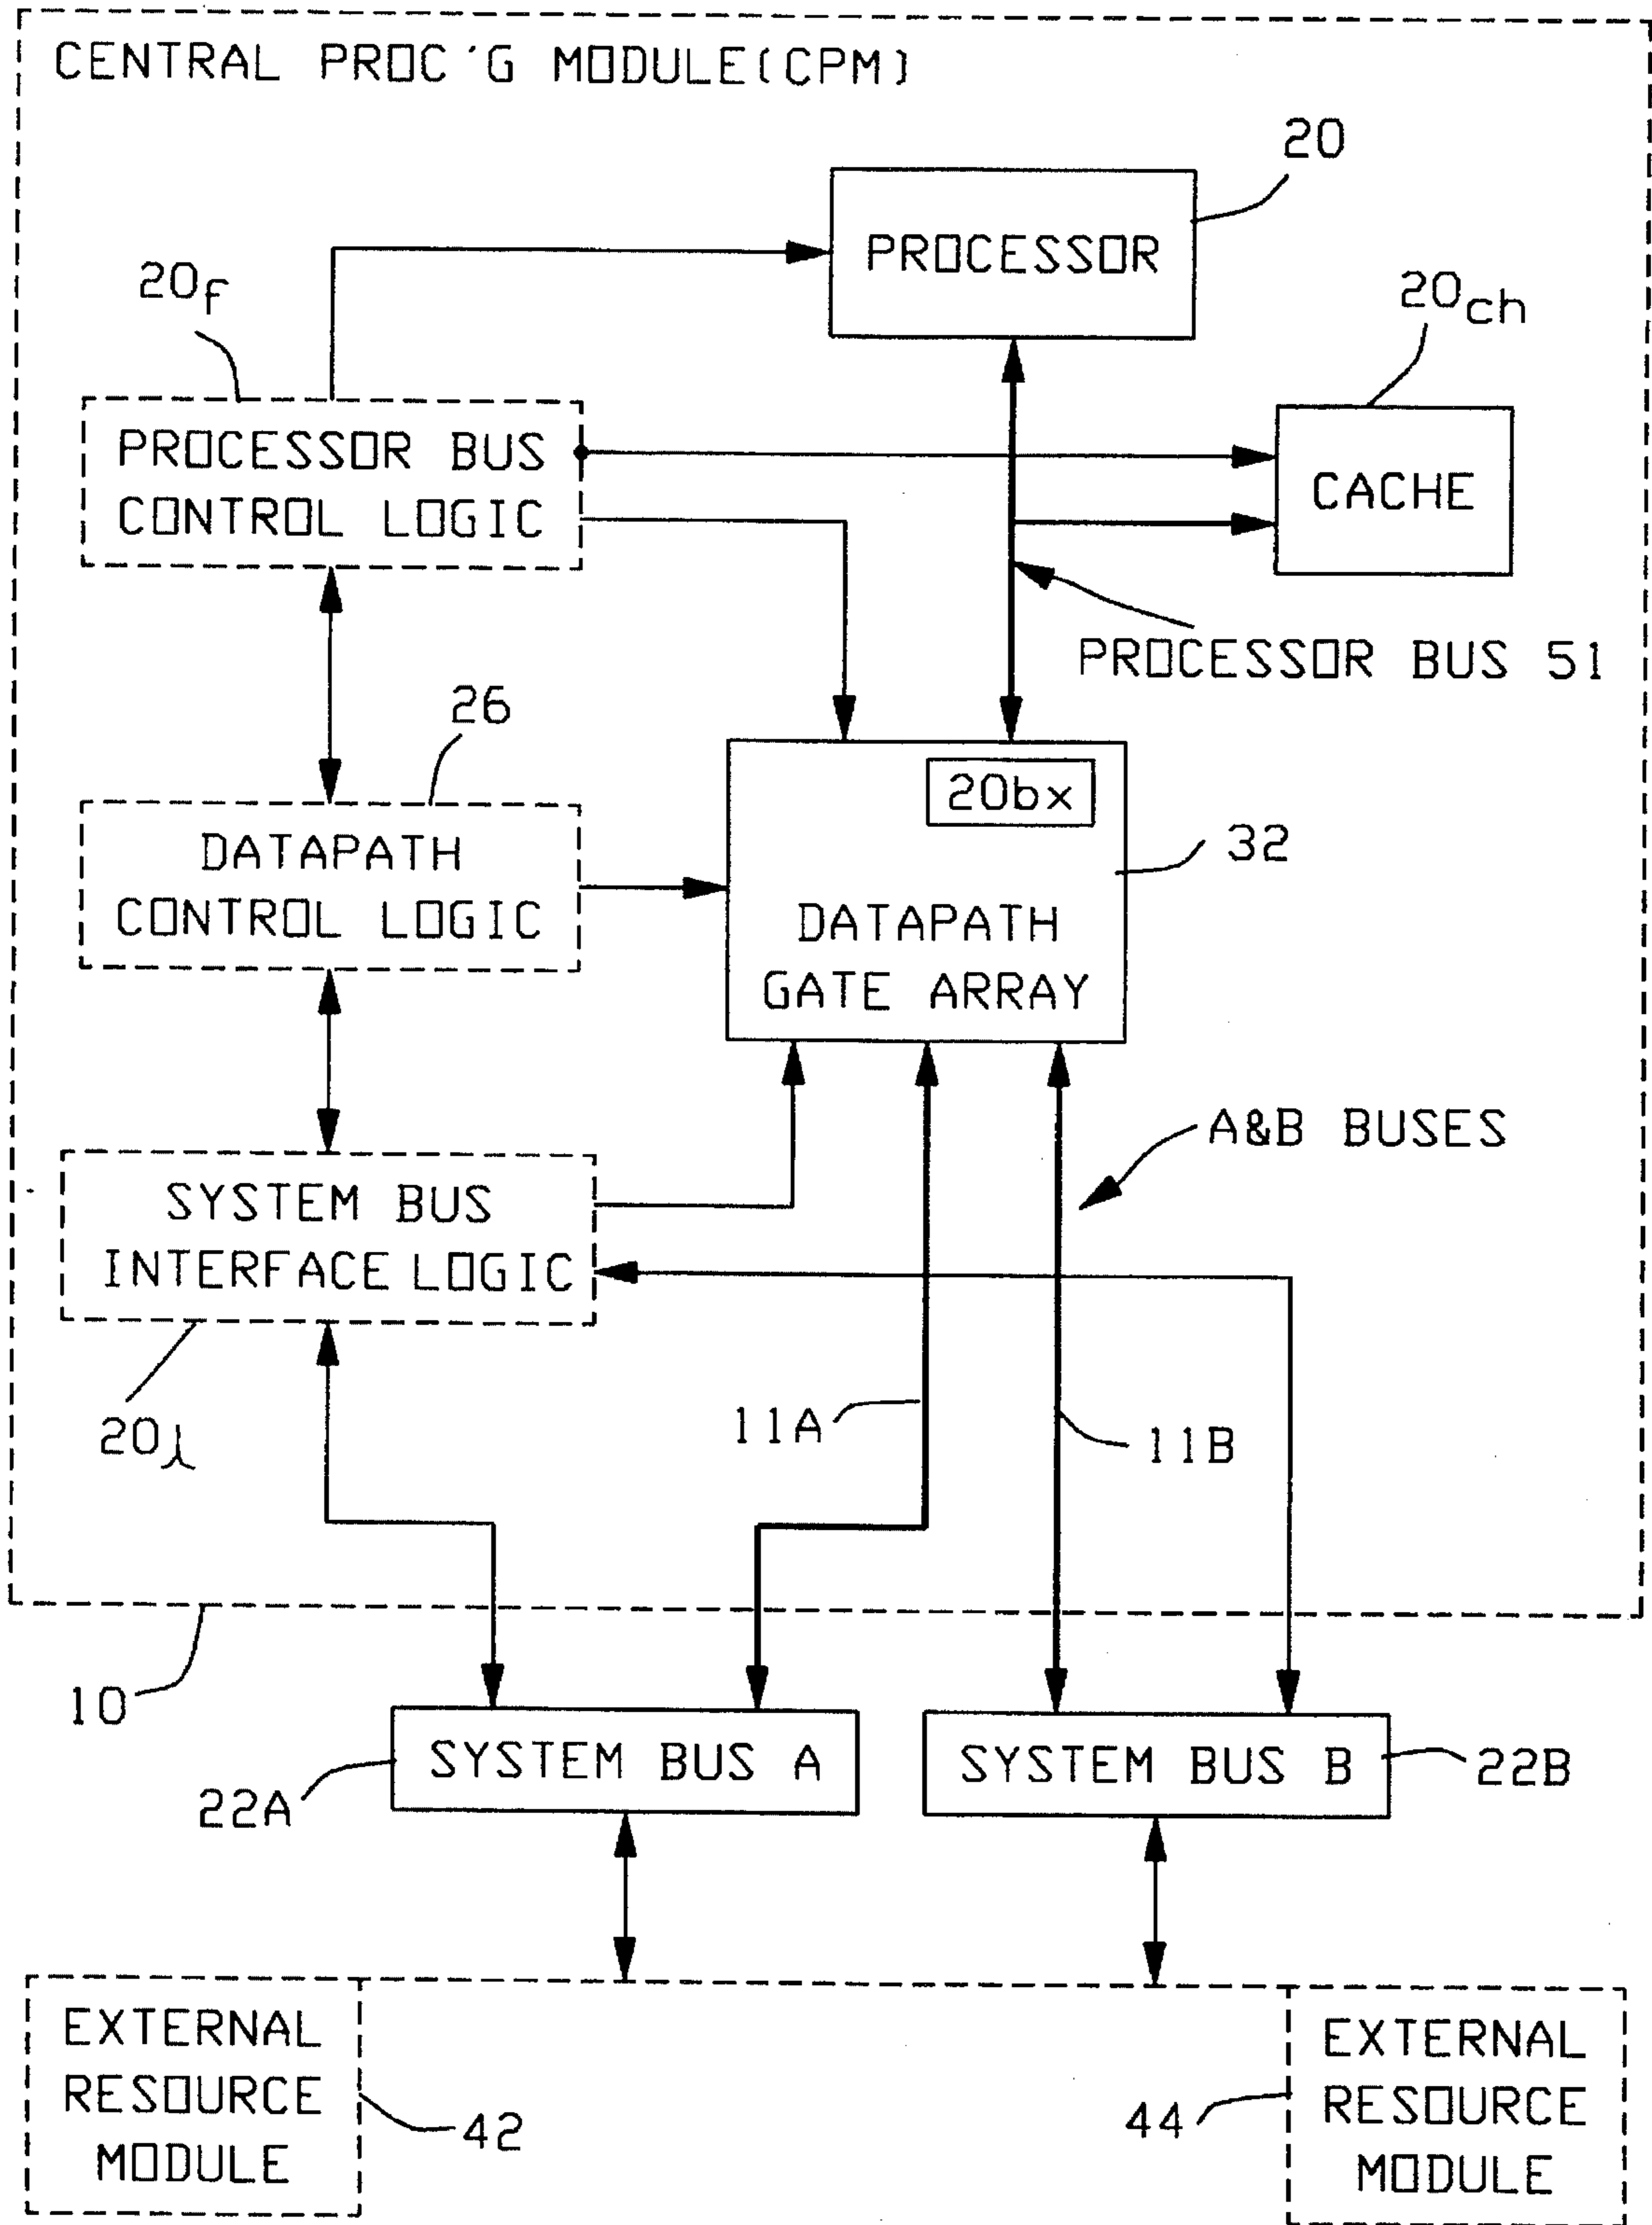 CENTRAL PROC'G MODULE(CPM)
20
PROCESSOR
20f
20ch
PROCESSOR BUS
CONTROL LOGIC
CACHE
PROCESSOR BUS 51
26
20bx
32
DATAPATH
CONTROL LOGIC
DATAPATH
GATE ARRAY
A&B BUSES
SYSTEM BUS
INTERFACE LOGIC
20l
11A
11B
10
SYSTEM BUS A
SYSTEM BUS B
22A
22B
EXTERNAL
RESOURCE
MODULE
42
44
EXTERNAL
RESOURCE
MODULE